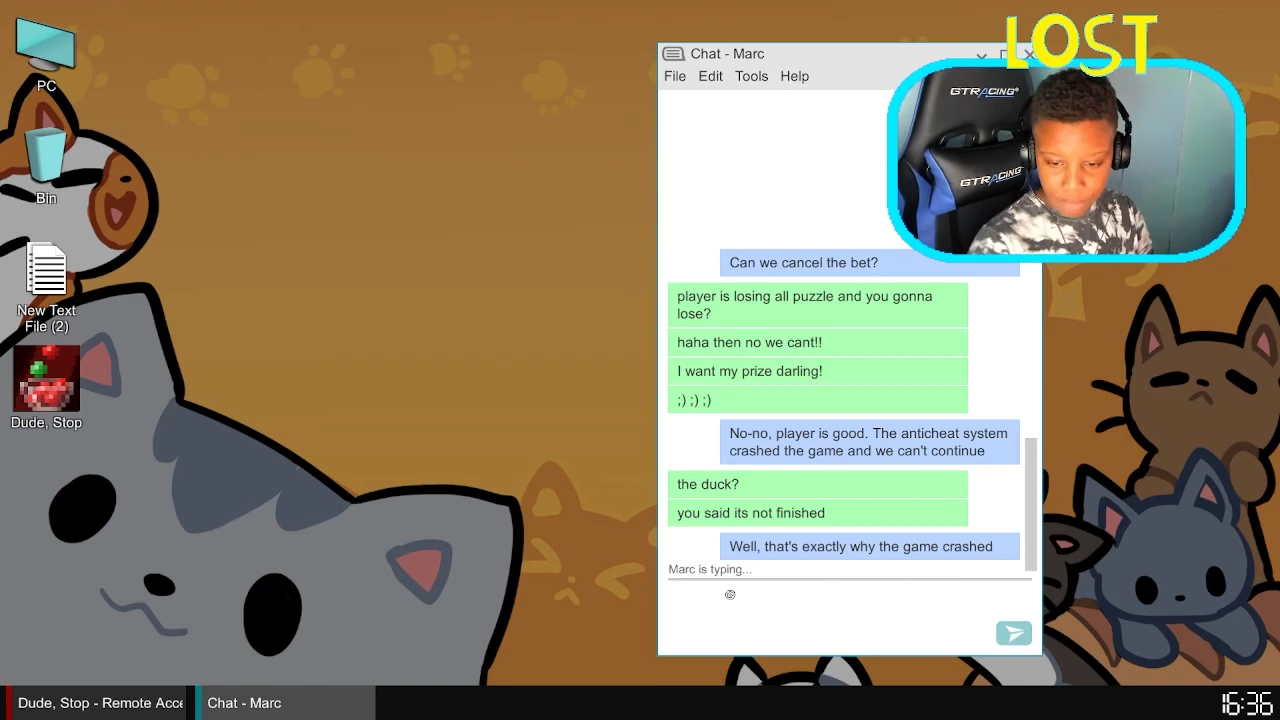 LOST
PC
Bin
New Text
File (2)
Dude, Stop
Chat - Marc
File Edit Tools Help
GTRACING
GTRACING
Can we cancel the bet?
player is losing all puzzle and you gonna
lose?
haha then no we cant!!
I want my prize darling!
;) ;) ;)
No-no, player is good. The anticheat system
crashed the game and we can't continue
the duck?
you said its not finished
Well, that's exactly why the game crashed
Marc is typing...
Dude, Stop - Remote Acce
Chat - Marc
16:36